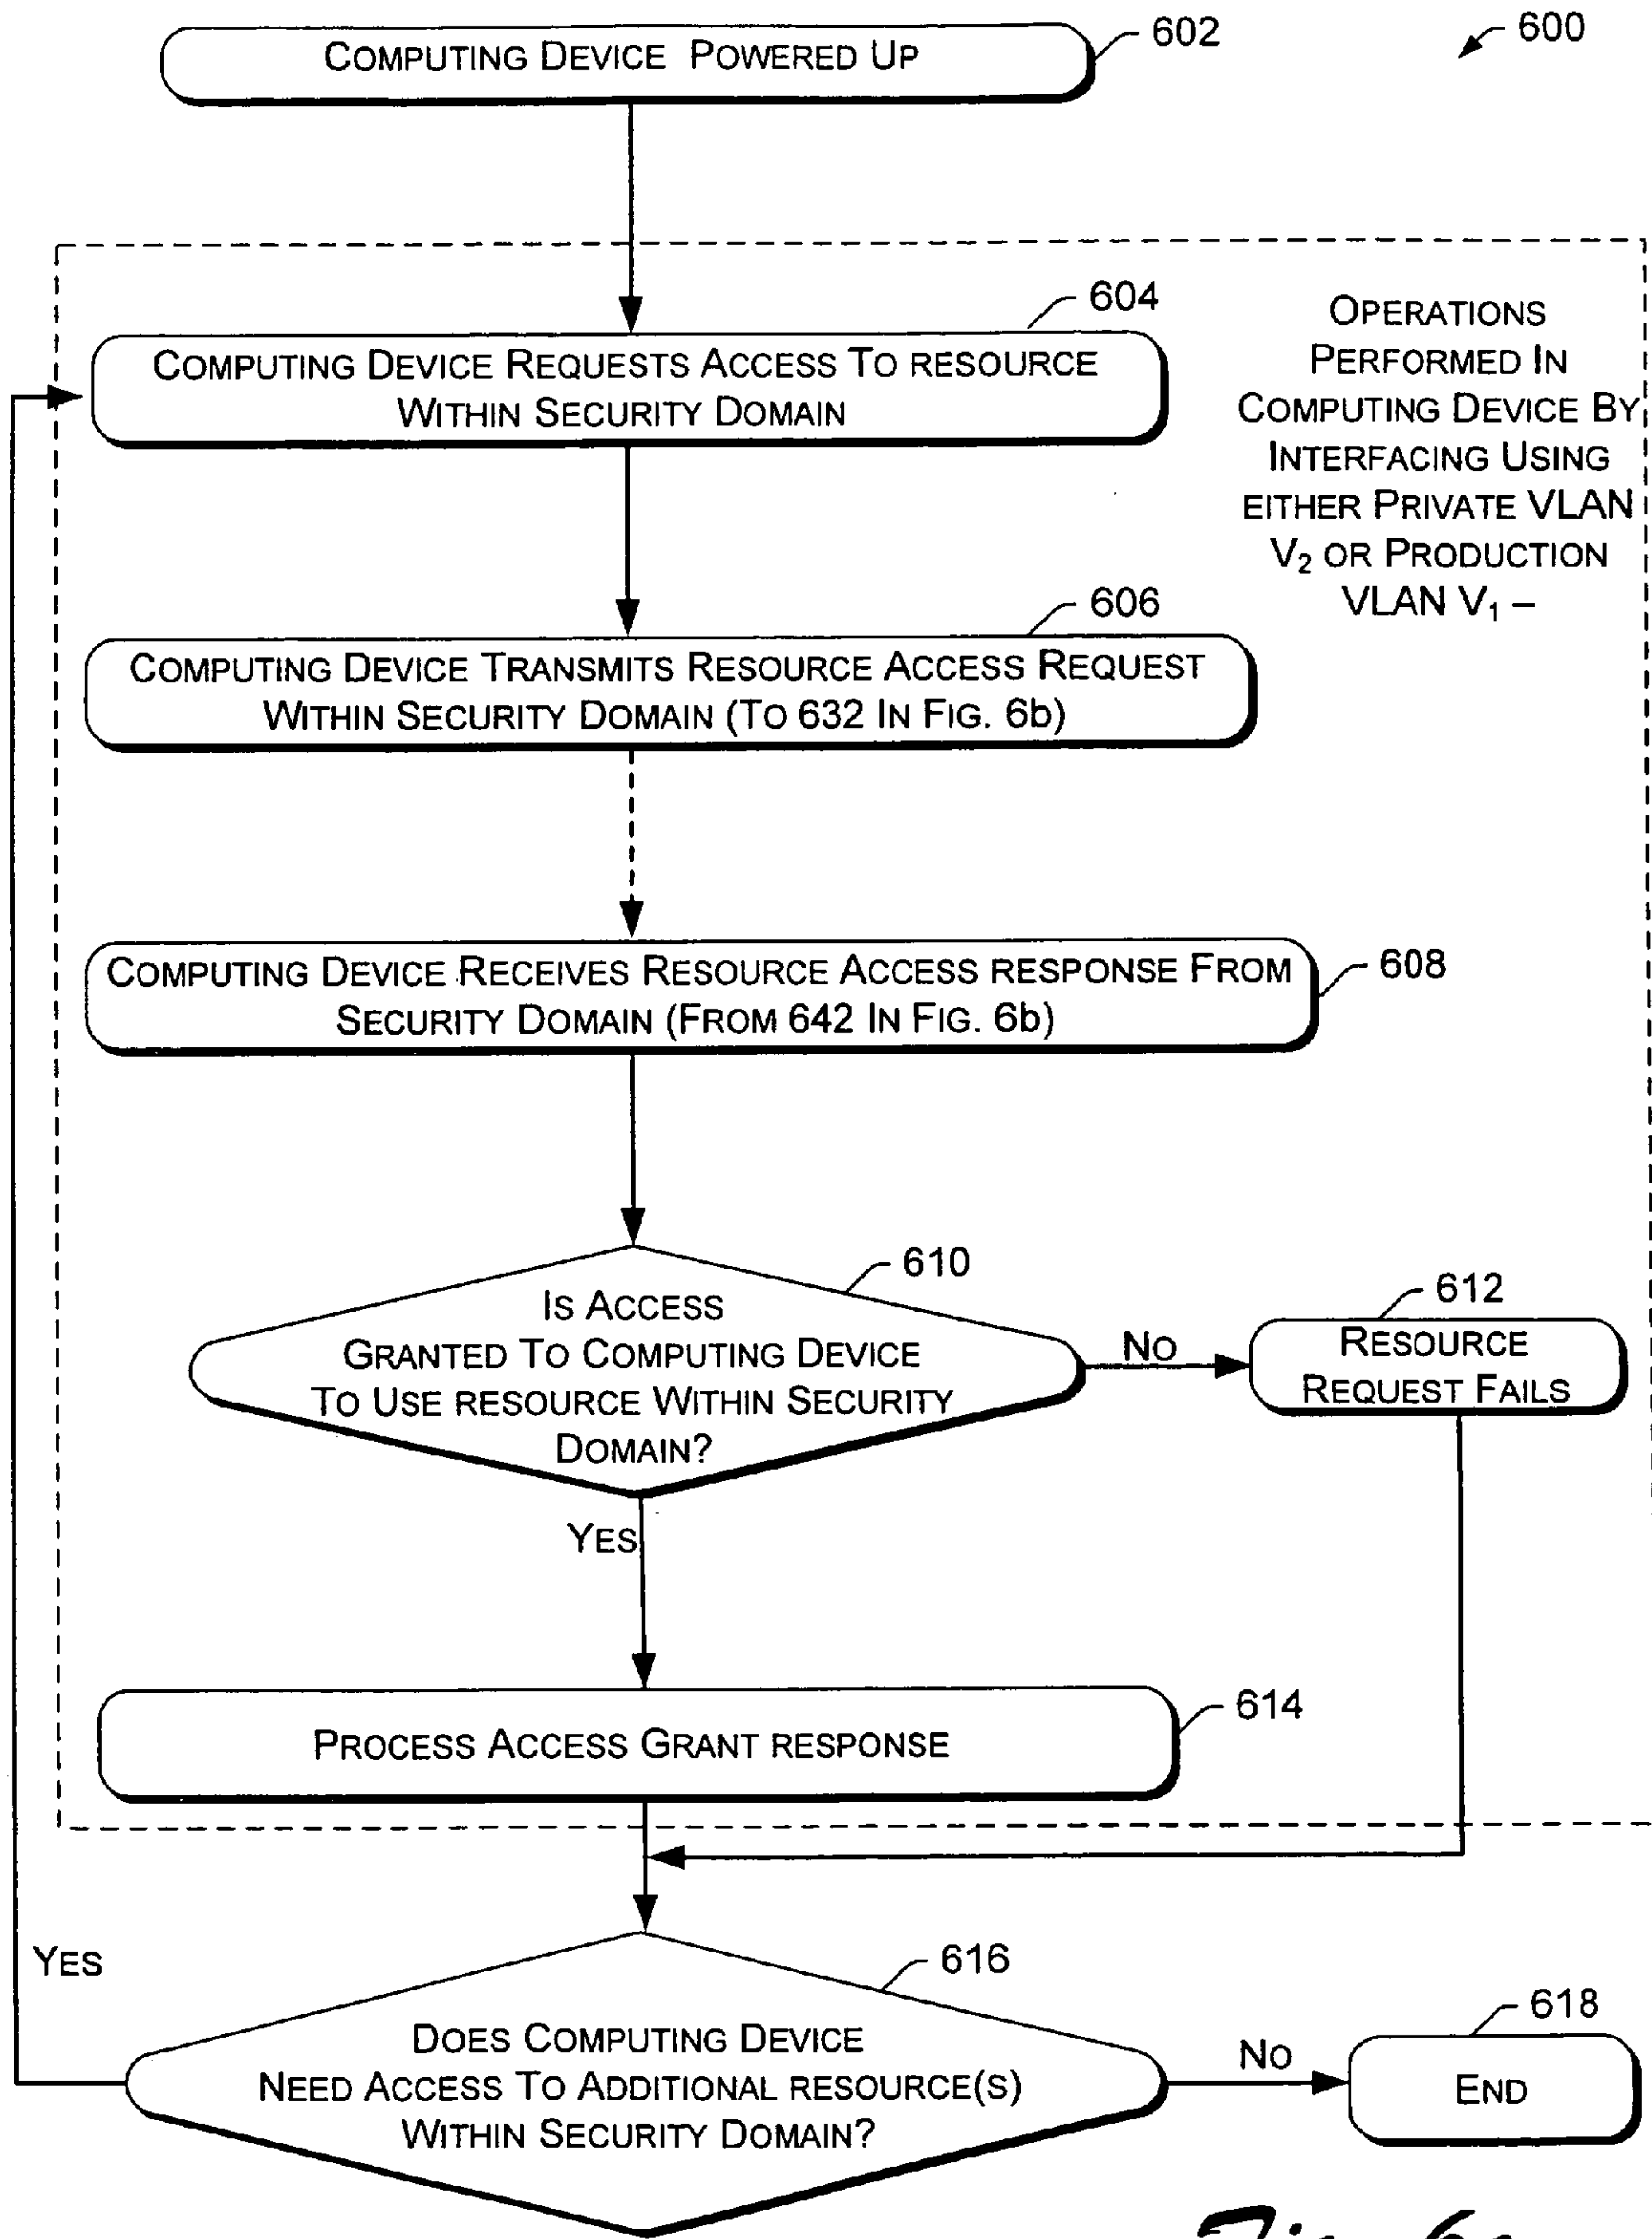 COMPUTING DEVICE POWERED UP
602
600
604
COMPUTING DEVICE REQUESTS ACCESS TO RESOURCE
WITHIN SECURITY DOMAIN
OPERATIONS
PERFORMED IN
COMPUTING DEVICE BY
INTERFACING USING
EITHER PRIVATE VLAN
V₂ OR PRODUCTION
VLAN V₁ –
606
COMPUTING DEVICE TRANSMITS RESOURCE ACCESS REQUEST
WITHIN SECURITY DOMAIN (TO 632 IN FIG. 6b)
COMPUTING DEVICE RECEIVES RESOURCE ACCESS RESPONSE FROM
SECURITY DOMAIN (FROM 642 IN FIG. 6b)
608
610
IS ACCESS
GRANTED TO COMPUTING DEVICE
TO USE RESOURCE WITHIN SECURITY
DOMAIN?
NO
612
RESOURCE
REQUEST FAILS
YES
614
PROCESS ACCESS GRANT RESPONSE
YES
616
DOES COMPUTING DEVICE
NEED ACCESS TO ADDITIONAL RESOURCE(S)
WITHIN SECURITY DOMAIN?
NO
618
END